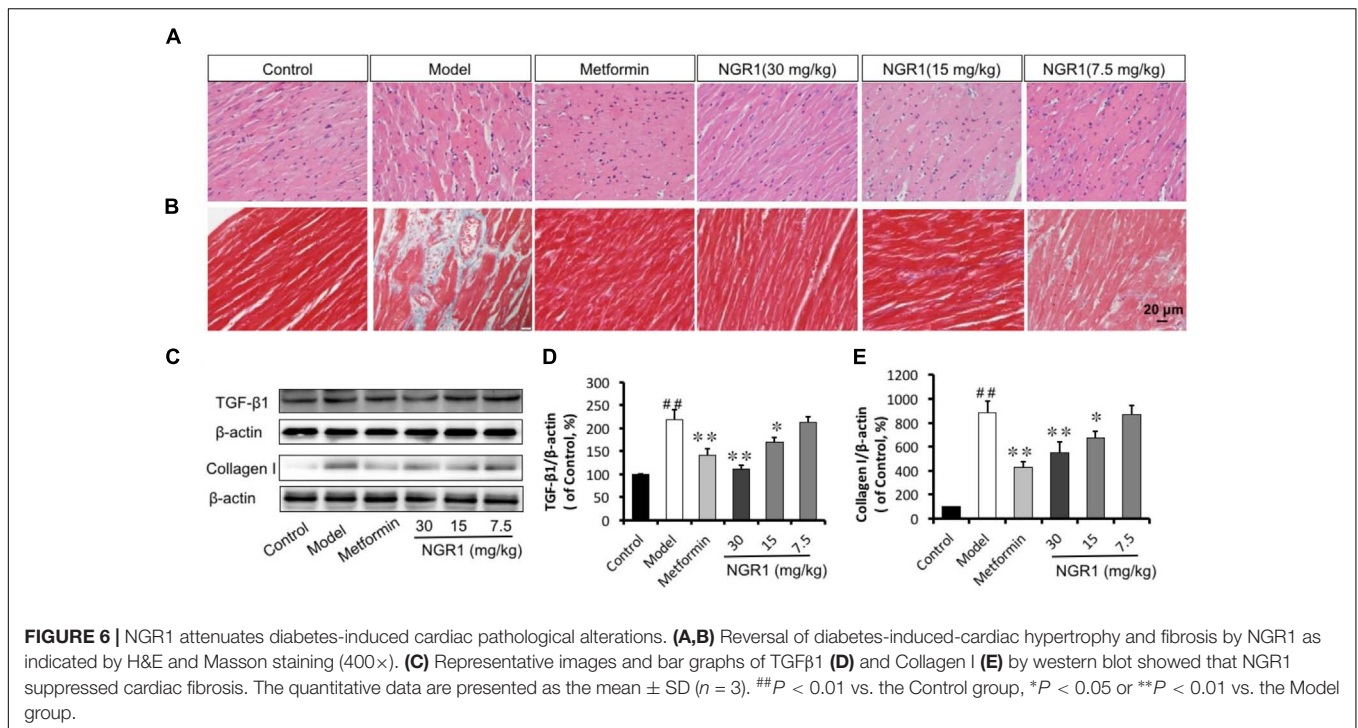 A
Control Model Metformin NGR1(30 mg/kg) NGR1(15 mg/kg) NGR1(7.5 mg/kg)
B
20 μm
C
TGF-β1
β-actin
Collagen I
β-actin
Control Model Metformin 30 15 7.5
NGR1 (mg/kg)
D
TGF-β1/β-actin
( of Control, %)
300
250
200
150
100
50
0
##
**
**
*
Control Model Metformin 30 15 7.5
NGR1 (mg/kg)
E
Collagen I/β-actin
( of Control, %)
1200
1000
800
600
400
200
0
##
**
**
*
Control Model Metformin 30 15 7.5
NGR1 (mg/kg)
FIGURE 6 | NGR1 attenuates diabetes-induced cardiac pathological alterations. (A,B) Reversal of diabetes-induced-cardiac hypertrophy and fibrosis by NGR1 as
indicated by H&E and Masson staining (400×). (C) Representative images and bar graphs of TGFβ1 (D) and Collagen I (E) by western blot showed that NGR1
suppressed cardiac fibrosis. The quantitative data are presented as the mean ± SD (n = 3). ##P < 0.01 vs. the Control group, *P < 0.05 or **P < 0.01 vs. the Model
group.